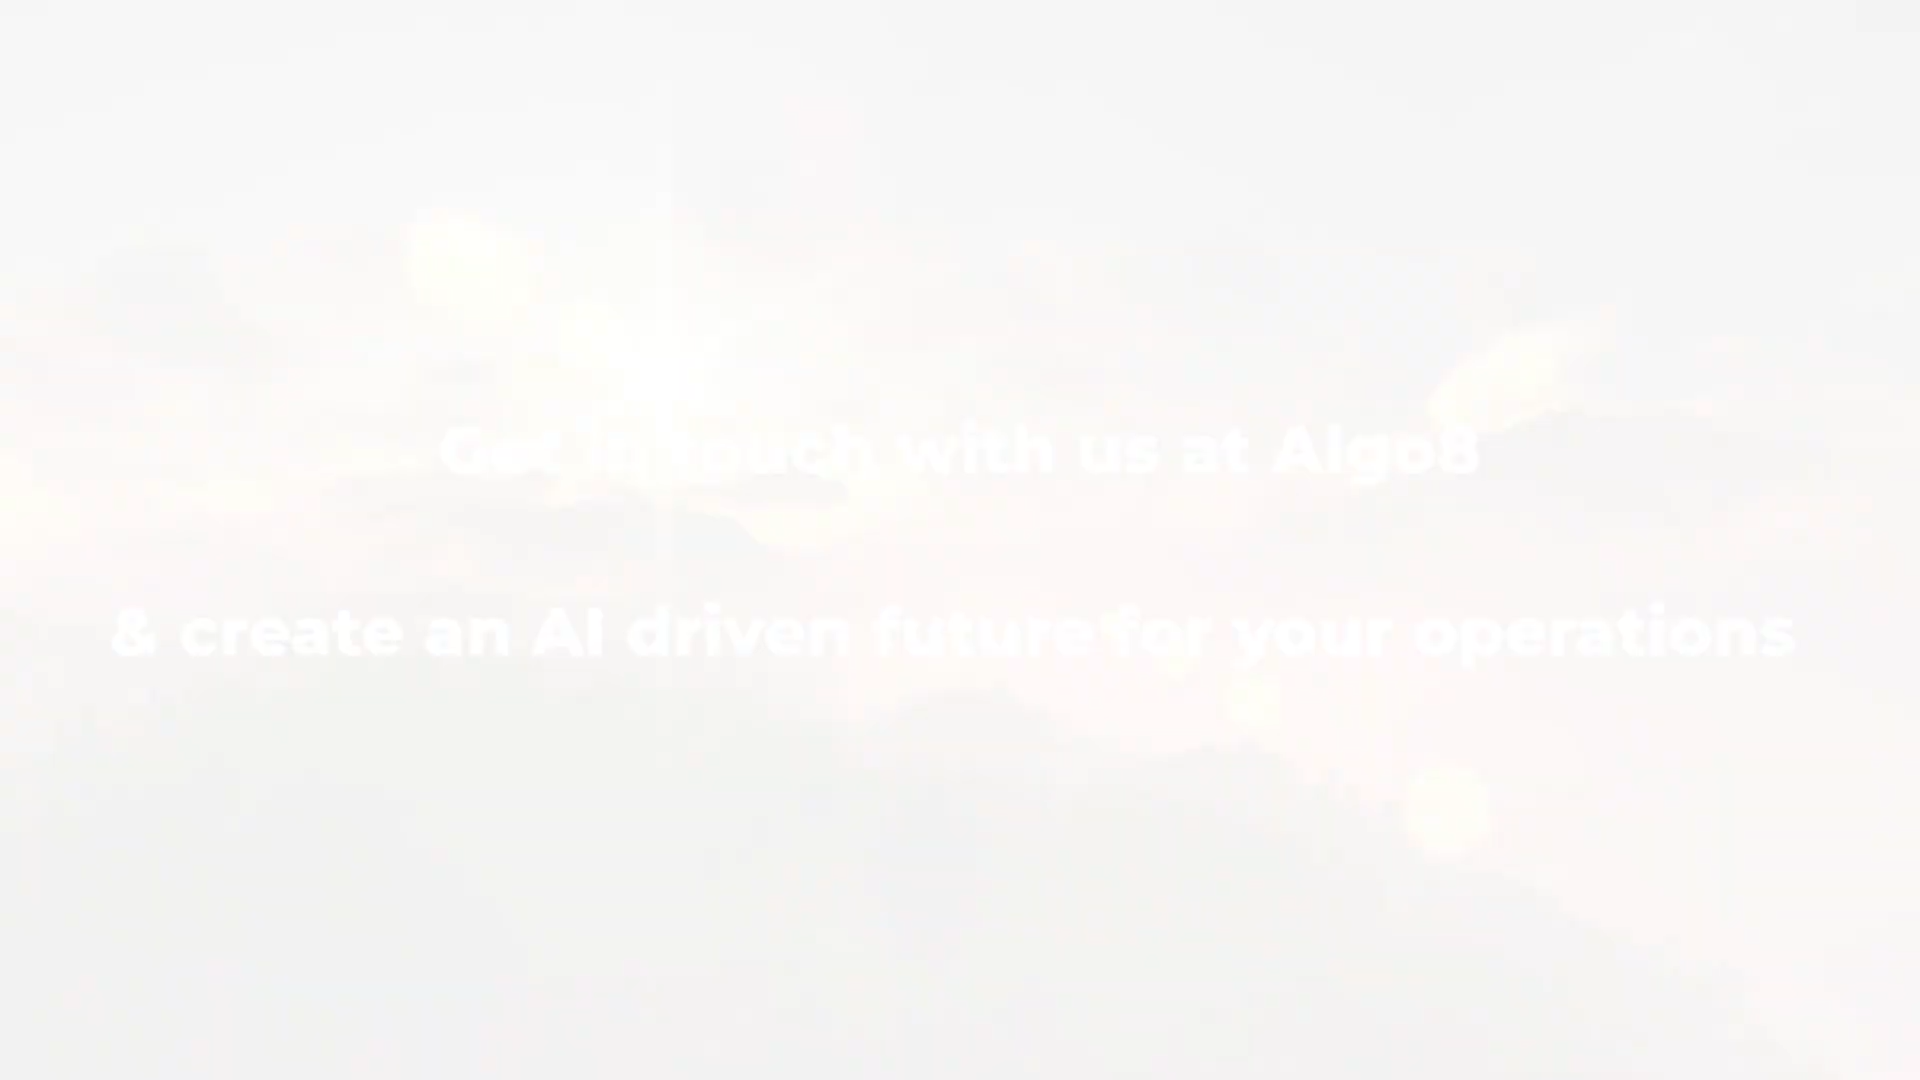 Get in touch with us at Algo8
& create an AI driven future for your operations